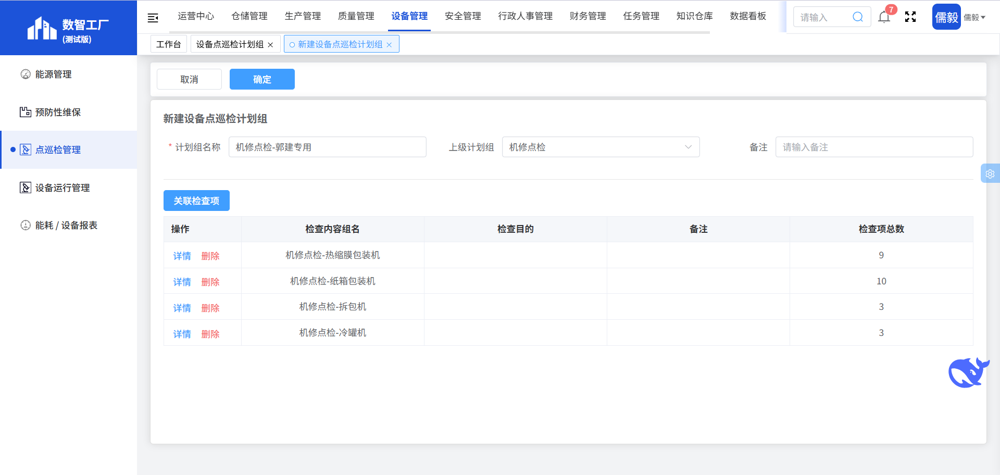 数智工厂
(测试版)
运营中心 仓储管理 生产管理 质量管理 设备管理 安全管理 行政人事管理 财务管理 任务管理 知识仓库 数据看板
请输入
7
儒毅
儒毅
工作台 设备点巡检计划组 新建设备点巡检计划组
能源管理
预防性维保
点巡检管理
设备运行管理
能耗 / 设备报表
取消 确定
新建设备点巡检计划组
* 计划组名称 机修点检-郭建专用 上级计划组 机修点检 备注 请输入备注
关联检查项
操作 检查内容组名 检查目的 备注 检查项总数
详情 删除 机修点检-热缩膜包装机 9
详情 删除 机修点检-纸箱包装机 10
详情 删除 机修点检-拆包机 3
详情 删除 机修点检-冷罐机 3